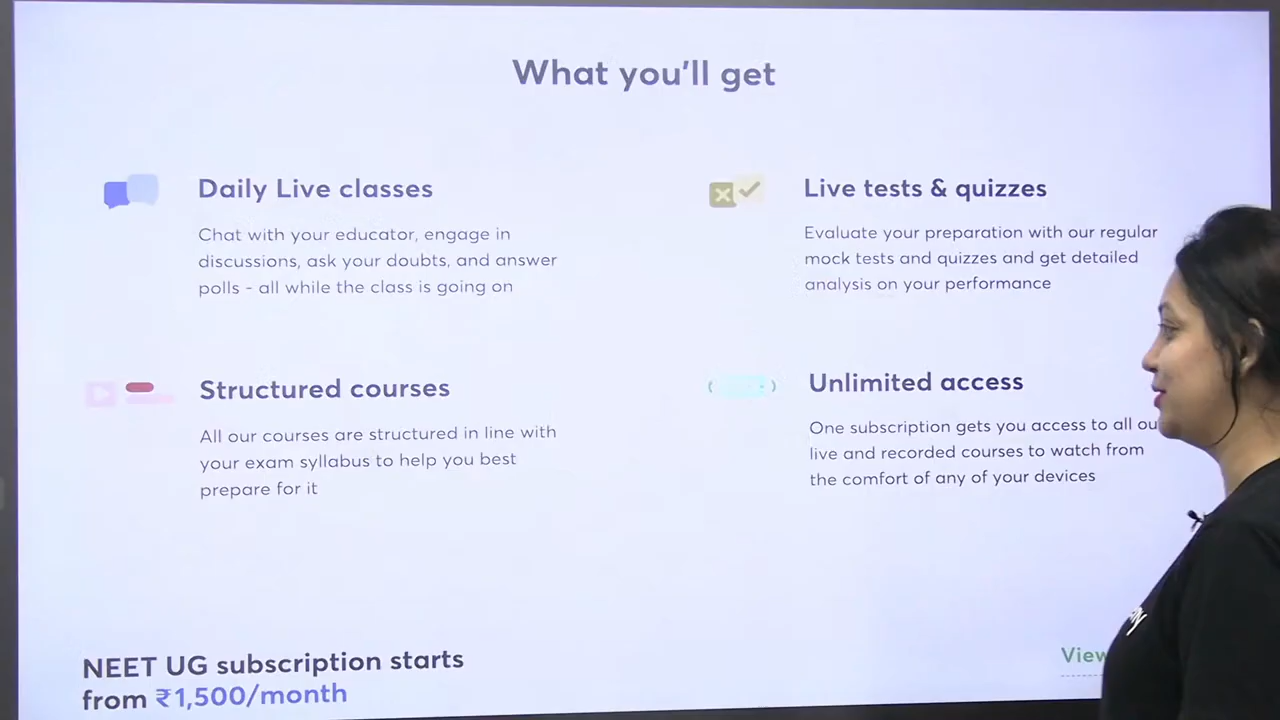 What you'll get
Daily Live classes
Chat with your educator, engage in
discussions, ask your doubts, and answer
polls - all while the class is going on
Live tests & quizzes
Evaluate your preparation with our regular
mock tests and quizzes and get detailed
analysis on your performance
Structured courses
All our courses are structured in line with
your exam syllabus to help you best
prepare for it
Unlimited access
One subscription gets you access to all ou
live and recorded courses to watch from
the comfort of any of your devices
NEET UG subscription starts
from ₹1,500/month
View